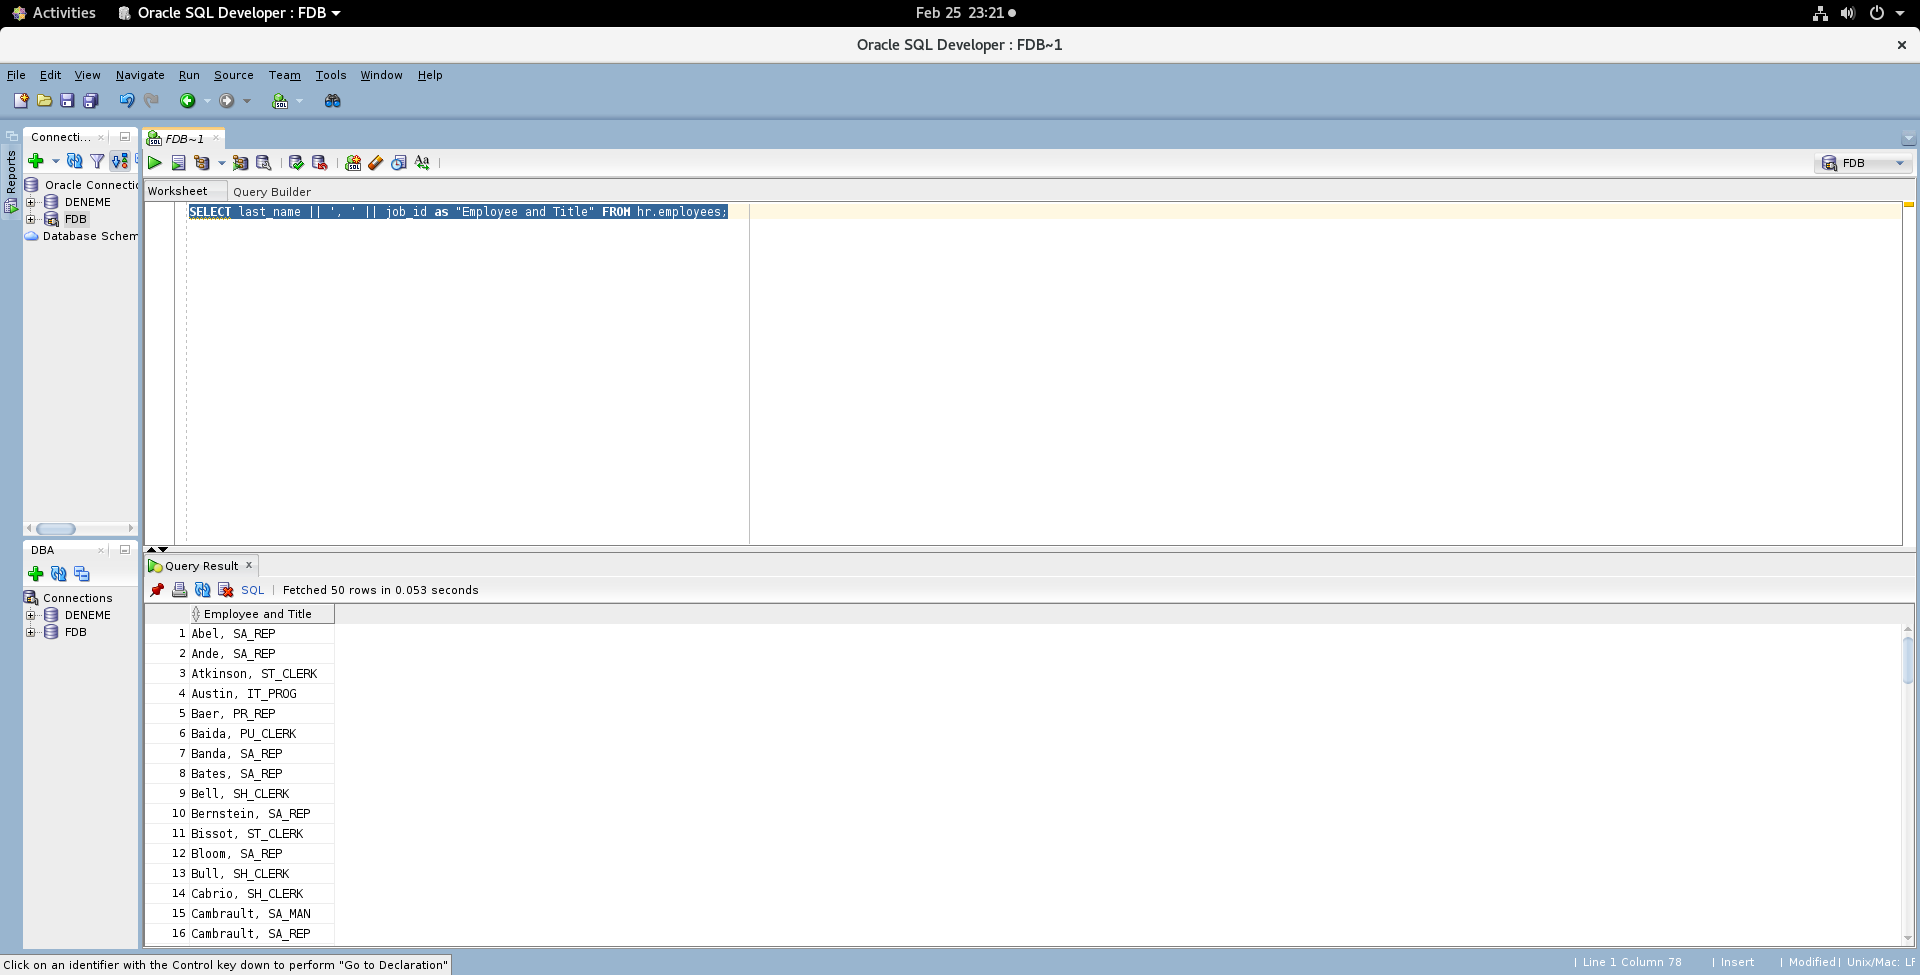 Activities
Oracle SQL Developer : FDB
Feb 25 23:21
Oracle SQL Developer : FDB~1
File Edit View Navigate Run Source Team Tools Window Help
Reports
Connecti...
Oracle Connectio
DENEME
FDB
Database Schem
FDB~1
FDB
Worksheet
Query Builder
SELECT last_name || ', ' || job_id as "Employee and Title" FROM hr.employees;
DBA
Connections
DENEME
FDB
Query Result
SQL | Fetched 50 rows in 0.053 seconds
Employee and Title
1 Abel, SA_REP
2 Ande, SA_REP
3 Atkinson, ST_CLERK
4 Austin, IT_PROG
5 Baer, PR_REP
6 Baida, PU_CLERK
7 Banda, SA_REP
8 Bates, SA_REP
9 Bell, SH_CLERK
10 Bernstein, SA_REP
11 Bissot, ST_CLERK
12 Bloom, SA_REP
13 Bull, SH_CLERK
14 Cabrio, SH_CLERK
15 Cambrault, SA_MAN
16 Cambrault, SA_REP
Click on an identifier with the Control key down to perform "Go to Declaration"
| Line 1 Column 78 | Insert | Modified | Unix/Mac: LF